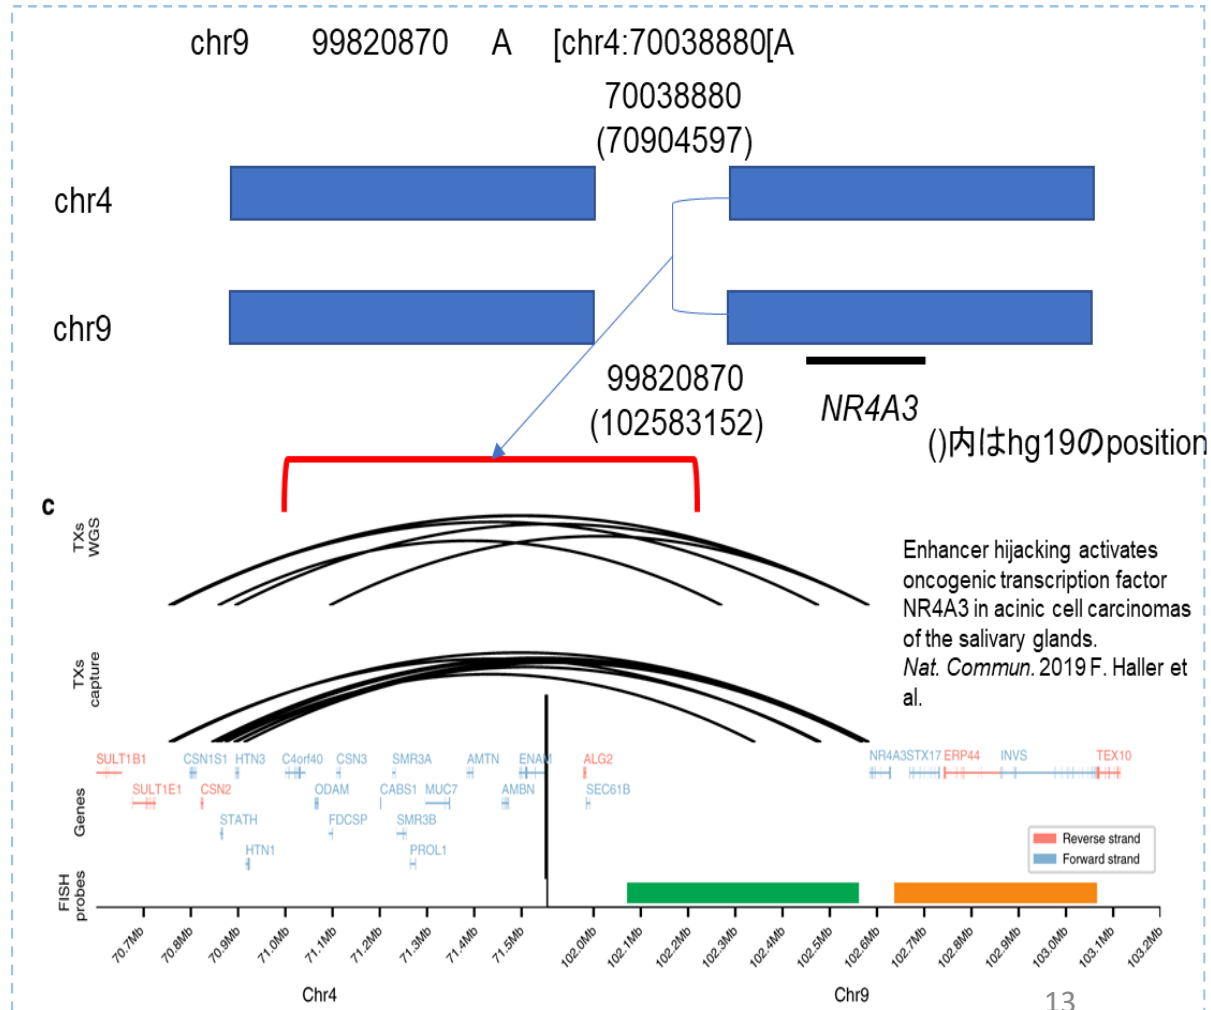 chr9 99820870 A [chr4:70038880[A
70038880
(70904597)
chr4
chr9
99820870
(102583152)
NR4A3
()内はhg19のposition
c
TXs
WGS
Enhancer hijacking activates
oncogenic transcription factor
NR4A3 in acinic cell carcinomas
of the salivary glands.
Nat. Commun. 2019 F. Haller et
al.
TXs
capture
Genes
SULT1B1 CSN1S1 HTN3 C4orf40 CSN3 SMR3A AMTN ENAM ALG2 NR4A3 STX17 ERP44 INVS TEX10
SULT1E1 CSN2 ODAM CABS1 MUC7 AMBN SEC61B
STATH FDCSP SMR3B
HTN1 PROL1
Reverse strand
Forward strand
FISH
probes
70.7Mb 70.8Mb 70.9Mb 71.0Mb 71.1Mb 71.2Mb 71.3Mb 71.4Mb 71.5Mb 102.0Mb 102.1Mb 102.2Mb 102.3Mb 102.4Mb 102.5Mb 102.6Mb 102.7Mb 102.8Mb 102.9Mb 103.0Mb 103.1Mb 103.2Mb
Chr4 Chr9
13